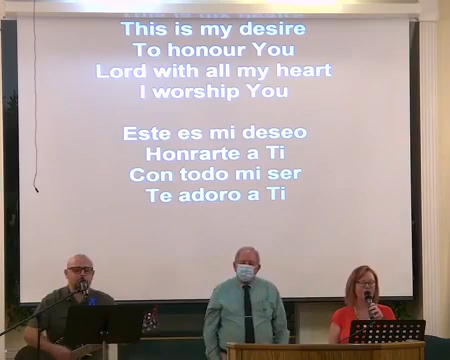 This is my desire
To honour You
Lord with all my heart
I worship You
Este es mi deseo
Honrarte a Ti
Con todo mi ser
Te adoro a Ti